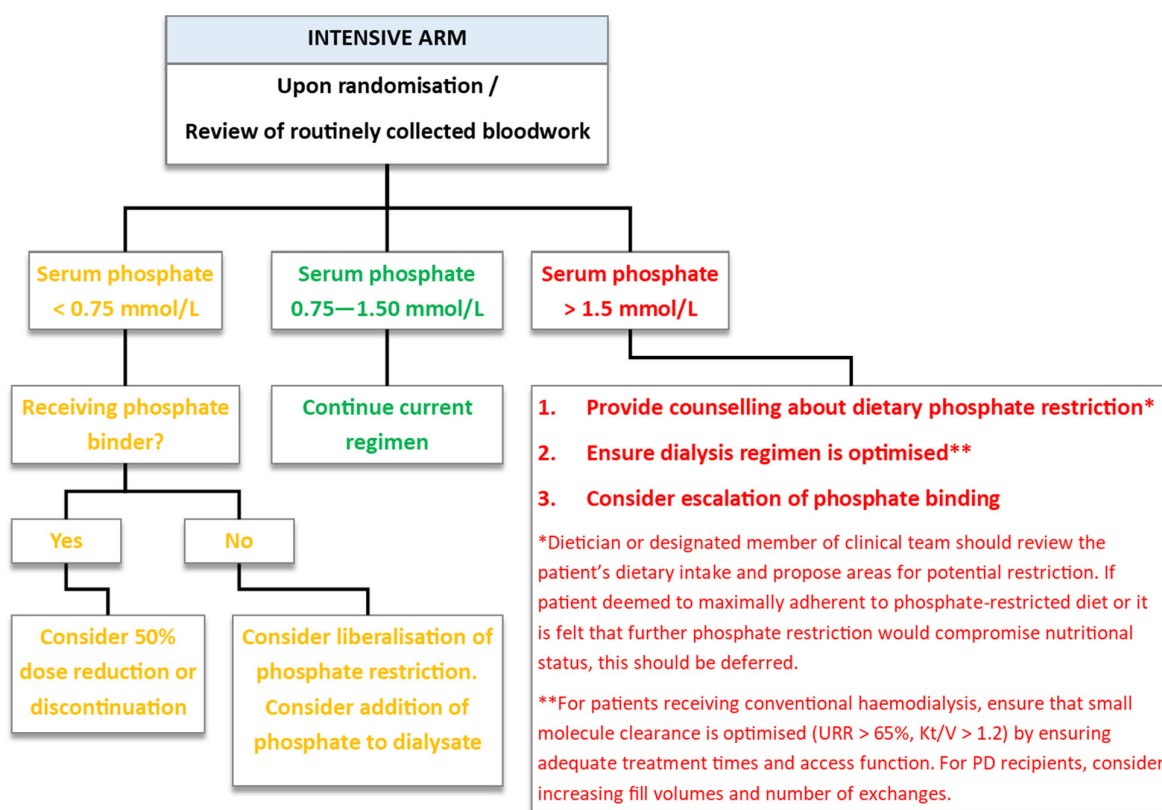 INTENSIVE ARM
Upon randomisation /
Review of routinely collected bloodwork
Serum phosphate
< 0.75 mmol/L
Serum phosphate
0.75—1.50 mmol/L
Serum phosphate
> 1.5 mmol/L
Receiving phosphate
binder?
Continue current
regimen
Yes
No
Consider 50%
dose reduction or
discontinuation
Consider liberalisation of
phosphate restriction.
Consider addition of
phosphate to dialysate
1. Provide counselling about dietary phosphate restriction*
2. Ensure dialysis regimen is optimised**
3. Consider escalation of phosphate binding
*Dietician or designated member of clinical team should review the
patient’s dietary intake and propose areas for potential restriction. If
patient deemed to maximally adherent to phosphate-restricted diet or it
is felt that further phosphate restriction would compromise nutritional
status, this should be deferred.
**For patients receiving conventional haemodialysis, ensure that small
molecule clearance is optimised (URR > 65%, Kt/V > 1.2) by ensuring
adequate treatment times and access function. For PD recipients, consider
increasing fill volumes and number of exchanges.